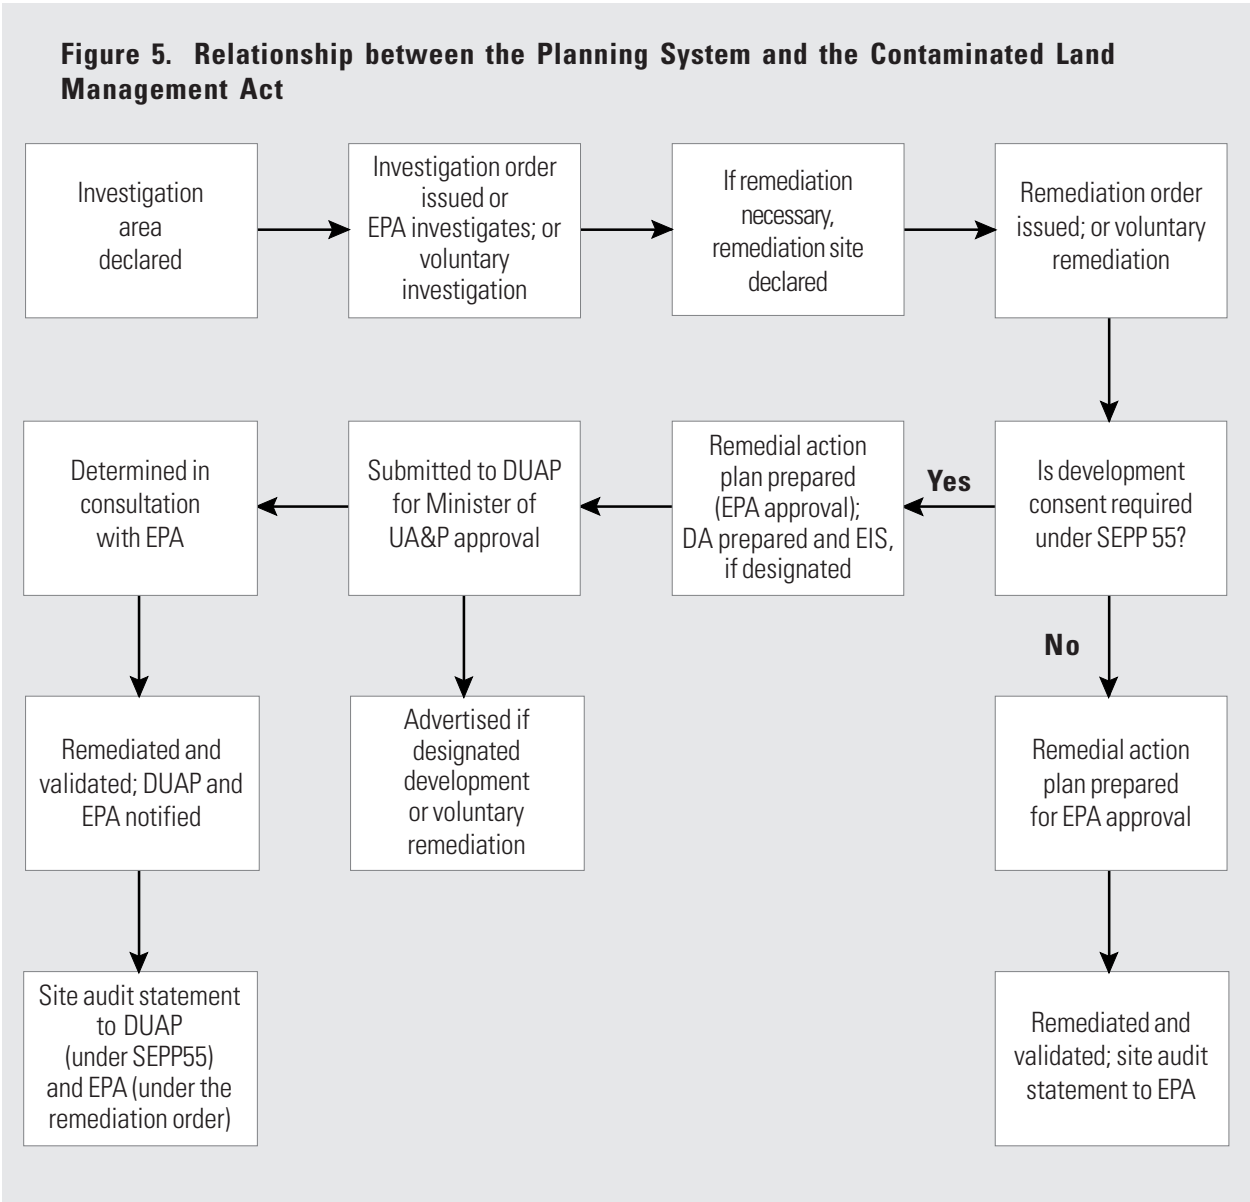 Figure 5. Relationship between the Planning System and the Contaminated Land
Management Act
Investigation
area
declared
Investigation order
issued or
EPA investigates; or
voluntary
investigation
If remediation
necessary,
remediation site
declared
Remediation order
issued; or voluntary
remediation
Is development
consent required
under SEPP 55?
Yes
Remedial action
plan prepared
(EPA approval);
DA prepared and EIS,
if designated
Submitted to DUAP
for Minister of
UA&P approval
Determined in
consultation
with EPA
No
Remediated and
validated; DUAP and
EPA notified
Advertised if
designated
development
or voluntary
remediation
Remedial action
plan prepared
for EPA approval
Site audit statement
to DUAP
(under SEPP55)
and EPA (under the
remediation order)
Remediated and
validated; site audit
statement to EPA